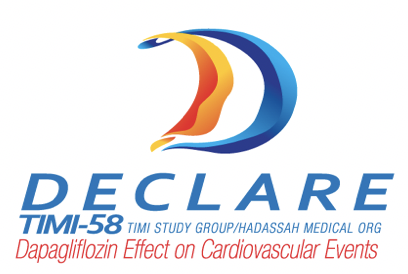 DECLARE
TIMI-58 TIMI STUDY GROUP/HADASSAH MEDICAL ORG
Dapagliflozin Effect on Cardiovascular Events